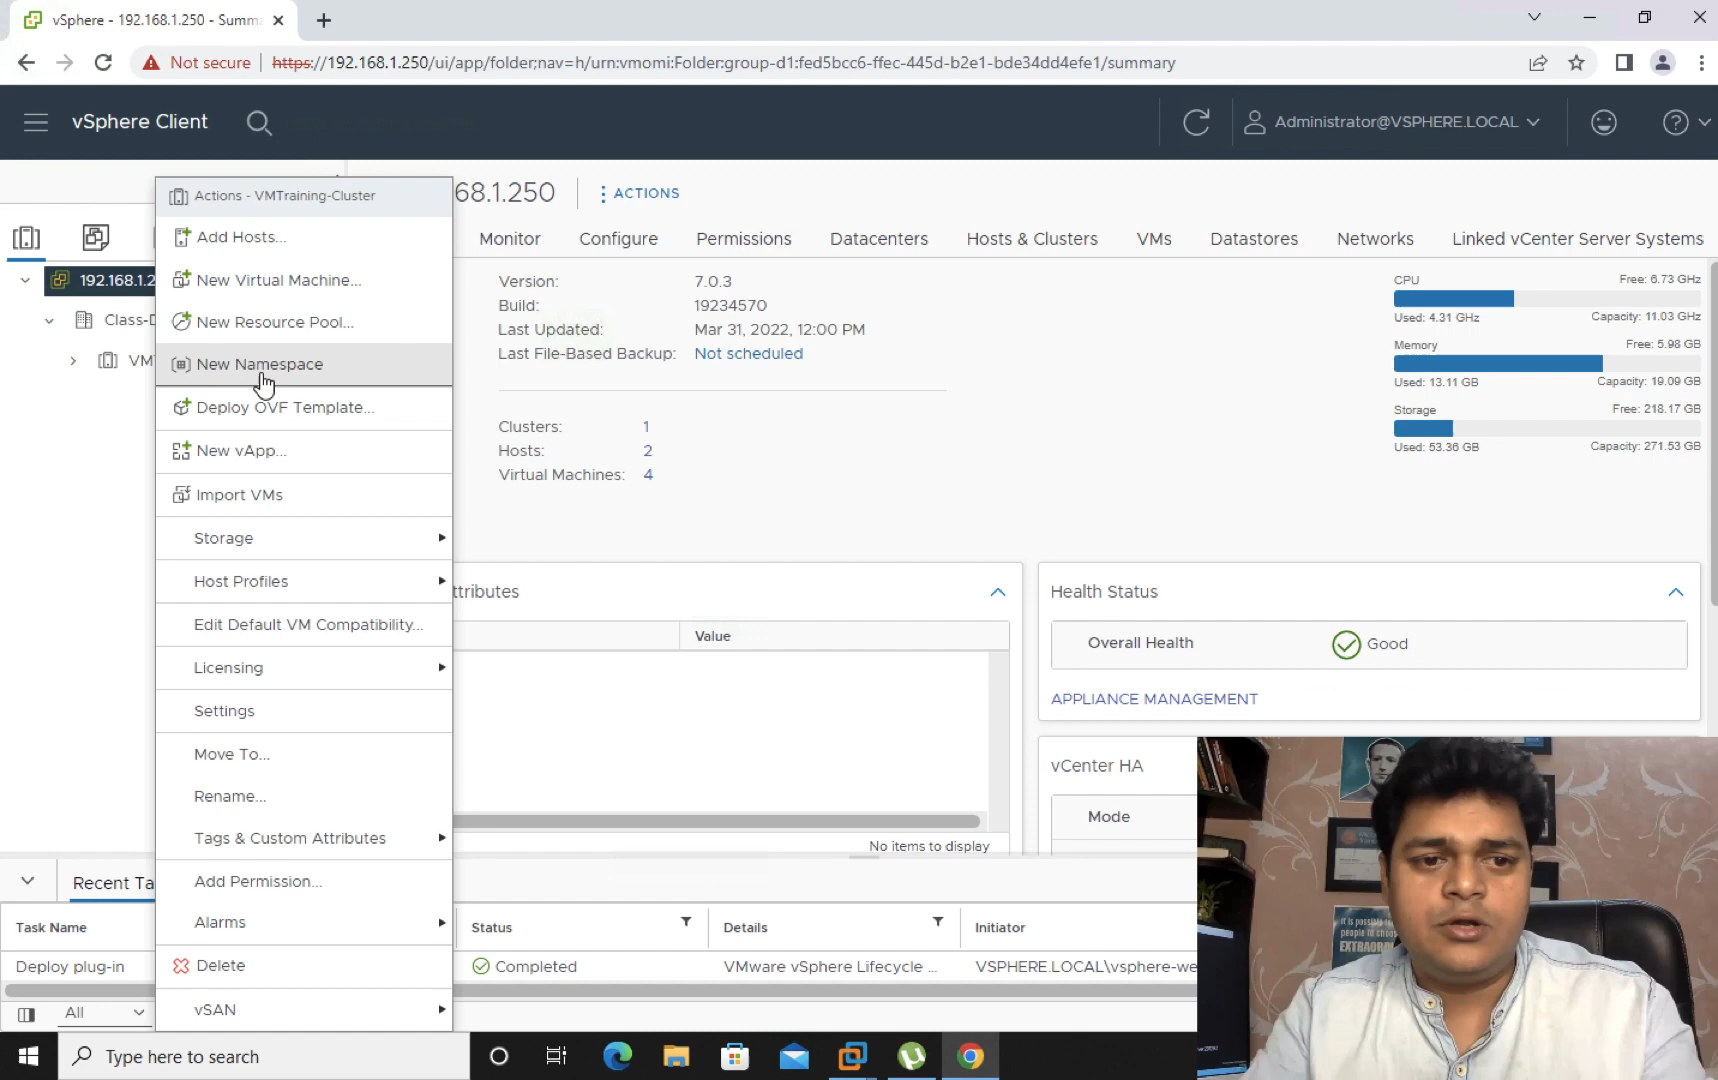 vSphere - 192.168.1.250 - Summa
Not secure
https://192.168.1.250/ui/app/folder;nav=h/urn:vmomi:Folder:group-d1:fed5bcc6-ffec-445d-b2e1-bde34dd4efe1/summary
vSphere Client
Administrator@VSPHERE.LOCAL
Actions - VMTraining-Cluster
68.1.250
ACTIONS
Add Hosts...
Monitor Configure Permissions Datacenters Hosts & Clusters VMs Datastores Networks Linked vCenter Server Systems
192.168.1.2
Class-D
VMT
New Virtual Machine...
New Resource Pool...
New Namespace
Deploy OVF Template...
New vApp...
Import VMs
Storage
Host Profiles
Edit Default VM Compatibility...
Licensing
Settings
Move To...
Rename...
Tags & Custom Attributes
Add Permission...
Alarms
Delete
vSAN
Version: 7.0.3
Build: 19234570
Last Updated: Mar 31, 2022, 12:00 PM
Last File-Based Backup: Not scheduled
Clusters: 1
Hosts: 2
Virtual Machines: 4
CPU Free: 6.73 GHz
Used: 4.31 GHz Capacity: 11.03 GHz
Memory Free: 5.98 GB
Used: 13.11 GB Capacity: 19.09 GB
Storage Free: 218.17 GB
Used: 53.36 GB Capacity: 271.53 GB
ttributes
Value
No items to display
Health Status
Overall Health Good
APPLIANCE MANAGEMENT
vCenter HA
Mode
Recent Ta
Task Name Status Details Initiator
Deploy plug-in Completed VMware vSphere Lifecycle ... VSPHERE.LOCAL\vsphere-we
All
Type here to search
It is possible
people to choose
EXTRAOR